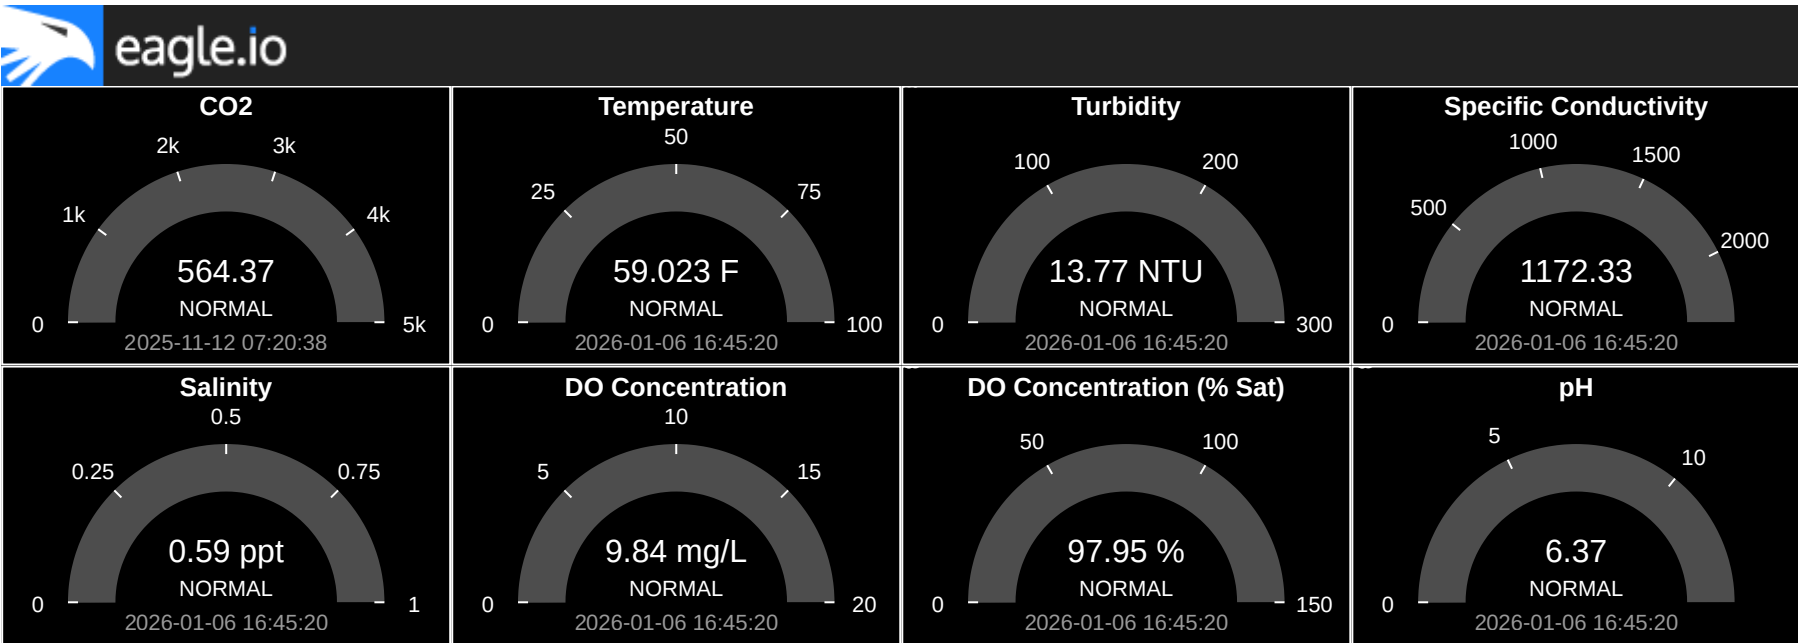 eagle.io
CO2
2k
3k
1k
4k
564.37
NORMAL
0
5k
2025-11-12 07:20:38
Temperature
50
25
75
59.023 F
NORMAL
0
100
2026-01-06 16:45:20
Turbidity
100
200
13.77 NTU
NORMAL
0
300
2026-01-06 16:45:20
Specific Conductivity
1000
1500
500
2000
1172.33
NORMAL
0
2026-01-06 16:45:20
Salinity
0.5
0.25
0.75
0.59 ppt
NORMAL
0
1
2026-01-06 16:45:20
DO Concentration
10
5
15
9.84 mg/L
NORMAL
0
20
2026-01-06 16:45:20
DO Concentration (% Sat)
50
100
97.95 %
NORMAL
0
150
2026-01-06 16:45:20
pH
5
10
6.37
NORMAL
0
2026-01-06 16:45:20